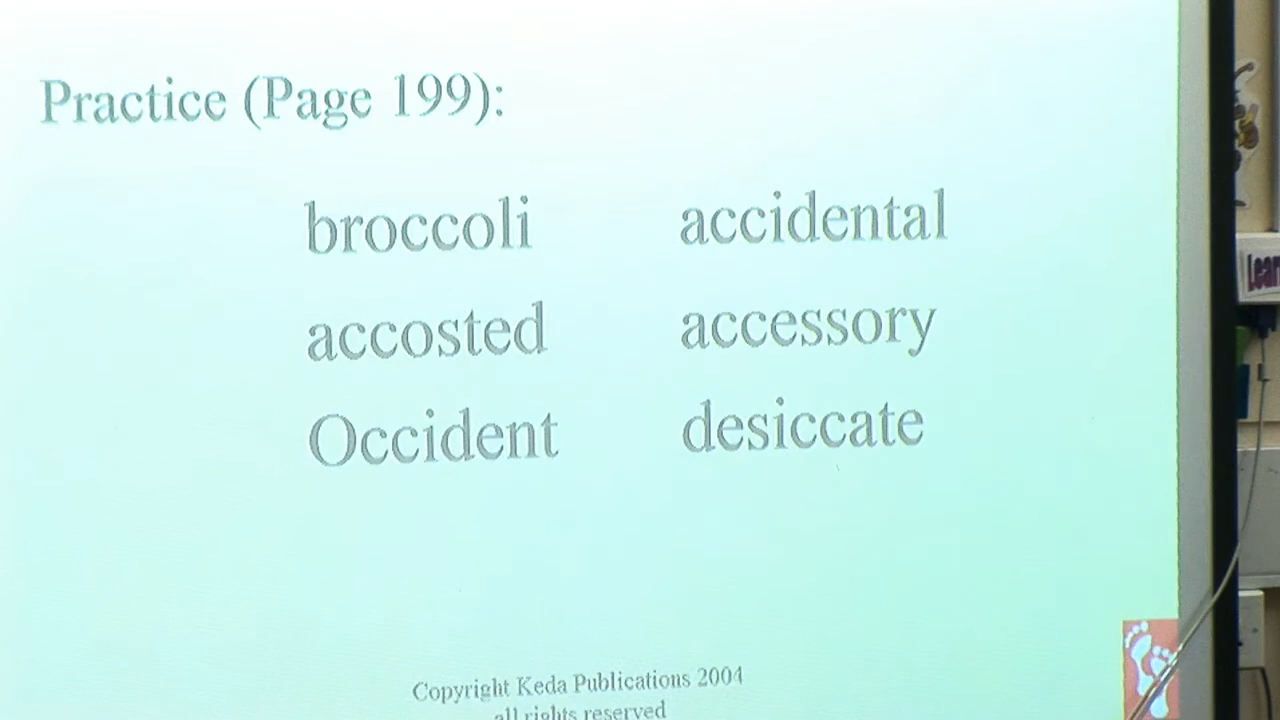 Practice (Page 199):
broccoli accidental
accosted accessory
Occident desiccate
Copyright Keda Publications 2004
all rights reserved